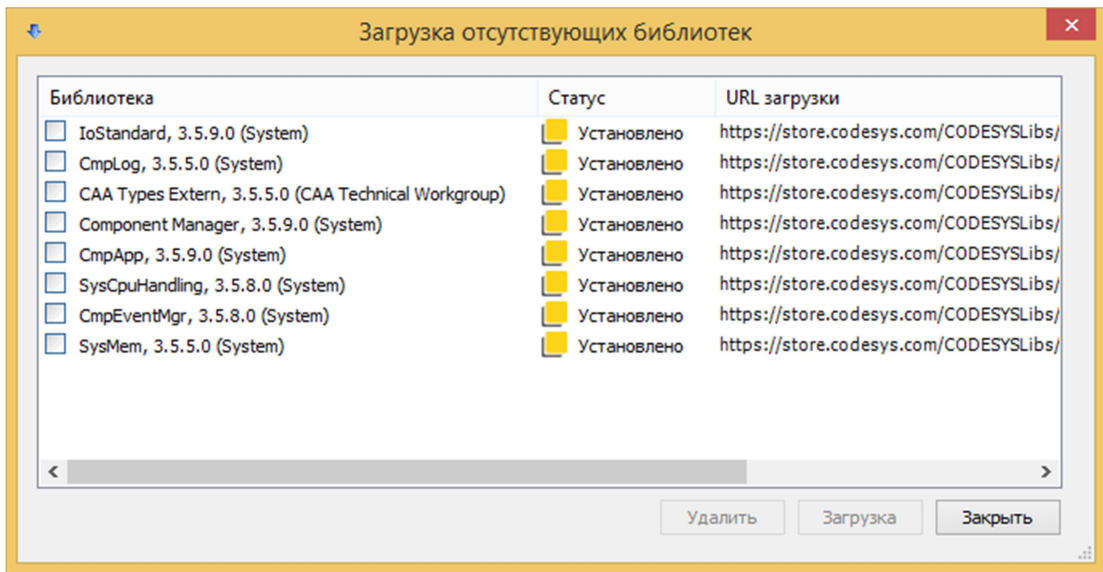 Загрузка отсутствующих библиотек
Библиотека Статус URL загрузки
IoStandard, 3.5.9.0 (System) Установлено https://store.codesys.com/CODESYSLibs/
CmpLog, 3.5.5.0 (System) Установлено https://store.codesys.com/CODESYSLibs/
CAA Types Extern, 3.5.5.0 (CAA Technical Workgroup) Установлено https://store.codesys.com/CODESYSLibs/
Component Manager, 3.5.9.0 (System) Установлено https://store.codesys.com/CODESYSLibs/
CmpApp, 3.5.9.0 (System) Установлено https://store.codesys.com/CODESYSLibs/
SysCpuHandling, 3.5.8.0 (System) Установлено https://store.codesys.com/CODESYSLibs/
CmpEventMgr, 3.5.8.0 (System) Установлено https://store.codesys.com/CODESYSLibs/
SysMem, 3.5.5.0 (System) Установлено https://store.codesys.com/CODESYSLibs/
Удалить Загрузка Закрыть